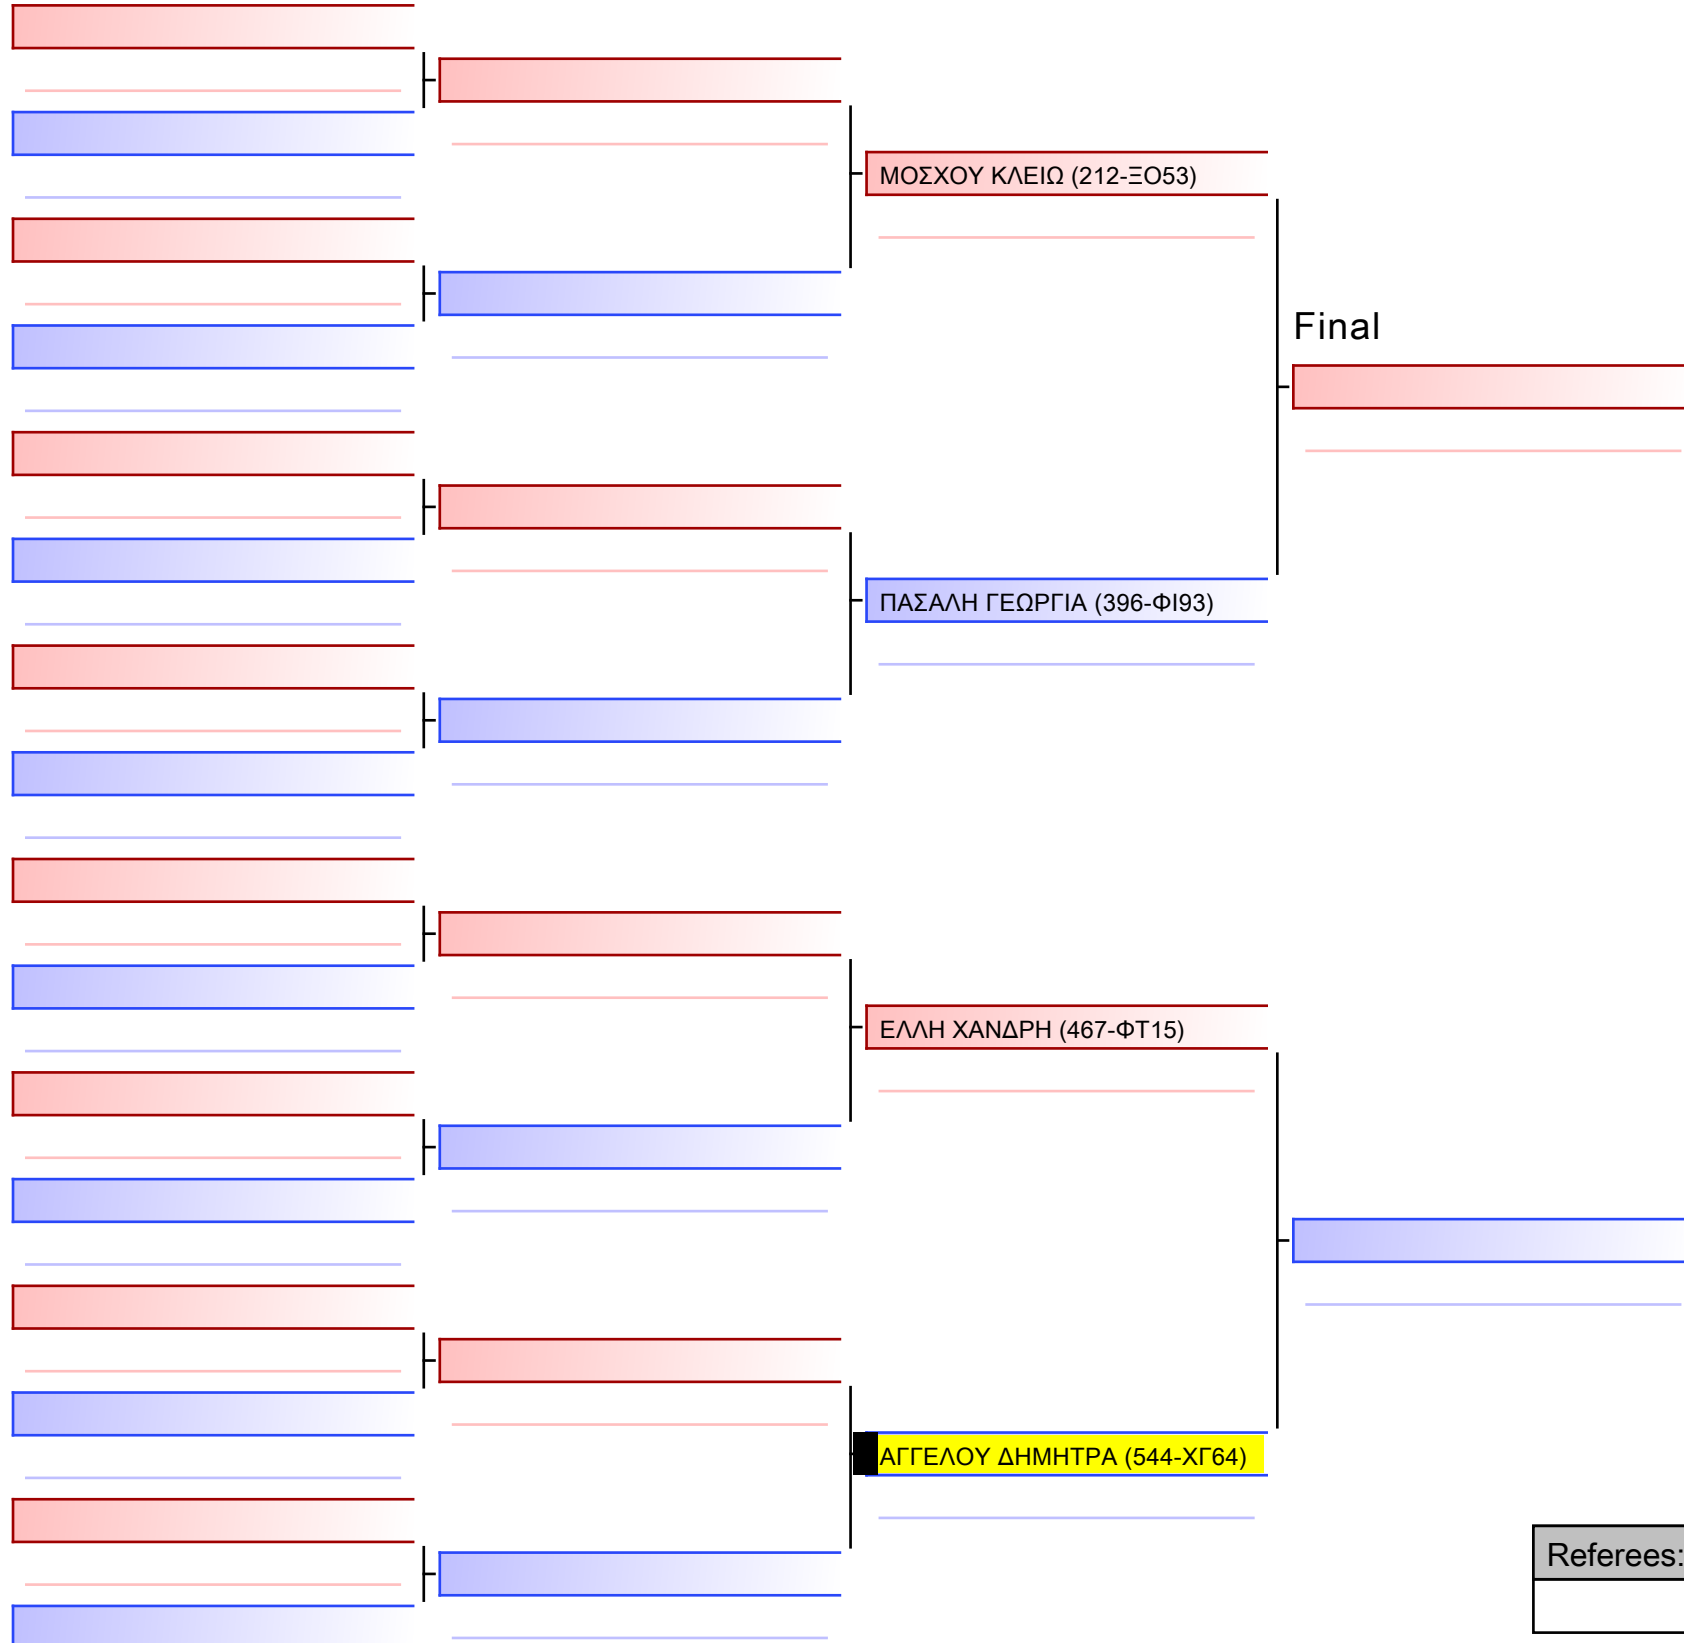 ΜΟΣΧΟΥ ΚΛΕΙΩ (212-ΞΟ53)
Final
ΠΑΣΑΛΗ ΓΕΩΡΓΙΑ (396-ΦΙ93)
ΕΛΛΗ ΧΑΝΔΡΗ (467-ΦΤ15)
ΑΓΓΕΛΟΥ ΔΗΜΗΤΡΑ (544-ΧΓ64)
Referees: